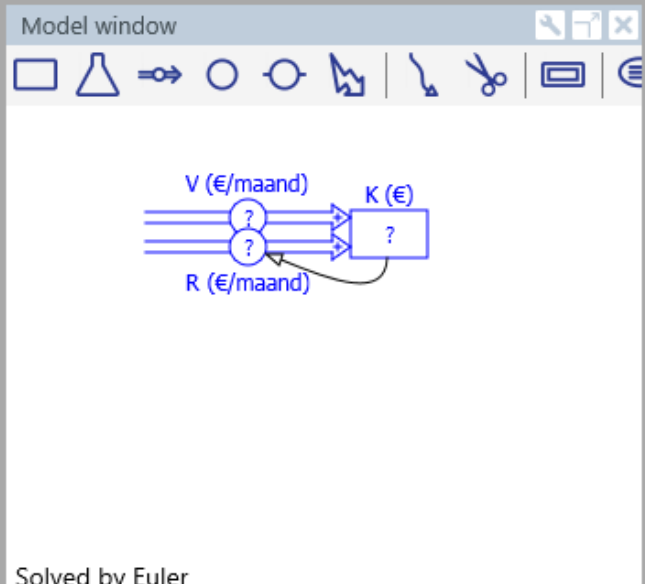 Model window
V (€/maand)
K (€)
?
?
?
R (€/maand)
Solved by Euler